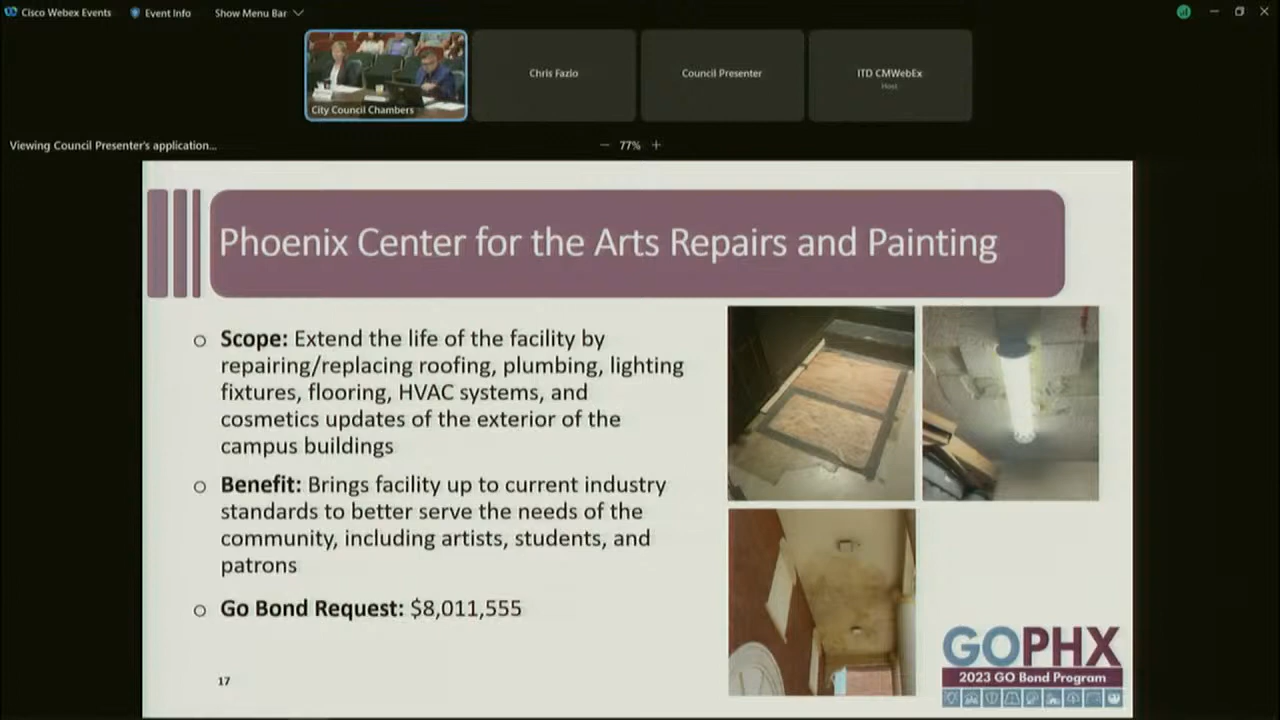 Cisco Webex Events
Event Info
Show Menu Bar
City Council Chambers
Chris Fazio
Council Presenter
ITD CMWebEx
Host
Viewing Council Presenter's application...
— 77% +
Phoenix Center for the Arts Repairs and Painting
Scope: Extend the life of the facility by
repairing/replacing roofing, plumbing, lighting
fixtures, flooring, HVAC systems, and
cosmetics updates of the exterior of the
campus buildings
Benefit: Brings facility up to current industry
standards to better serve the needs of the
community, including artists, students, and
patrons
Go Bond Request: $8,011,555
17
GOPHX
2023 GO Bond Program